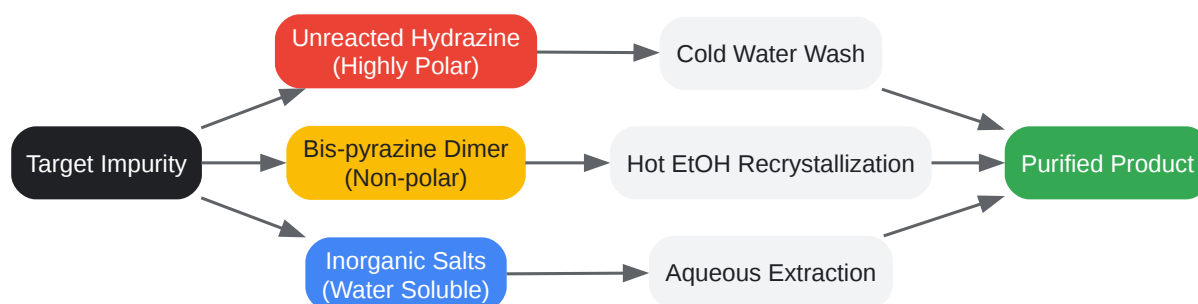 Unreacted Hydrazine
(Highly Polar)
Cold Water Wash
Target Impurity
Bis-pyrazine Dimer
(Non-polar)
Hot EtOH Recrystallization
Purified Product
Inorganic Salts
(Water Soluble)
Aqueous Extraction